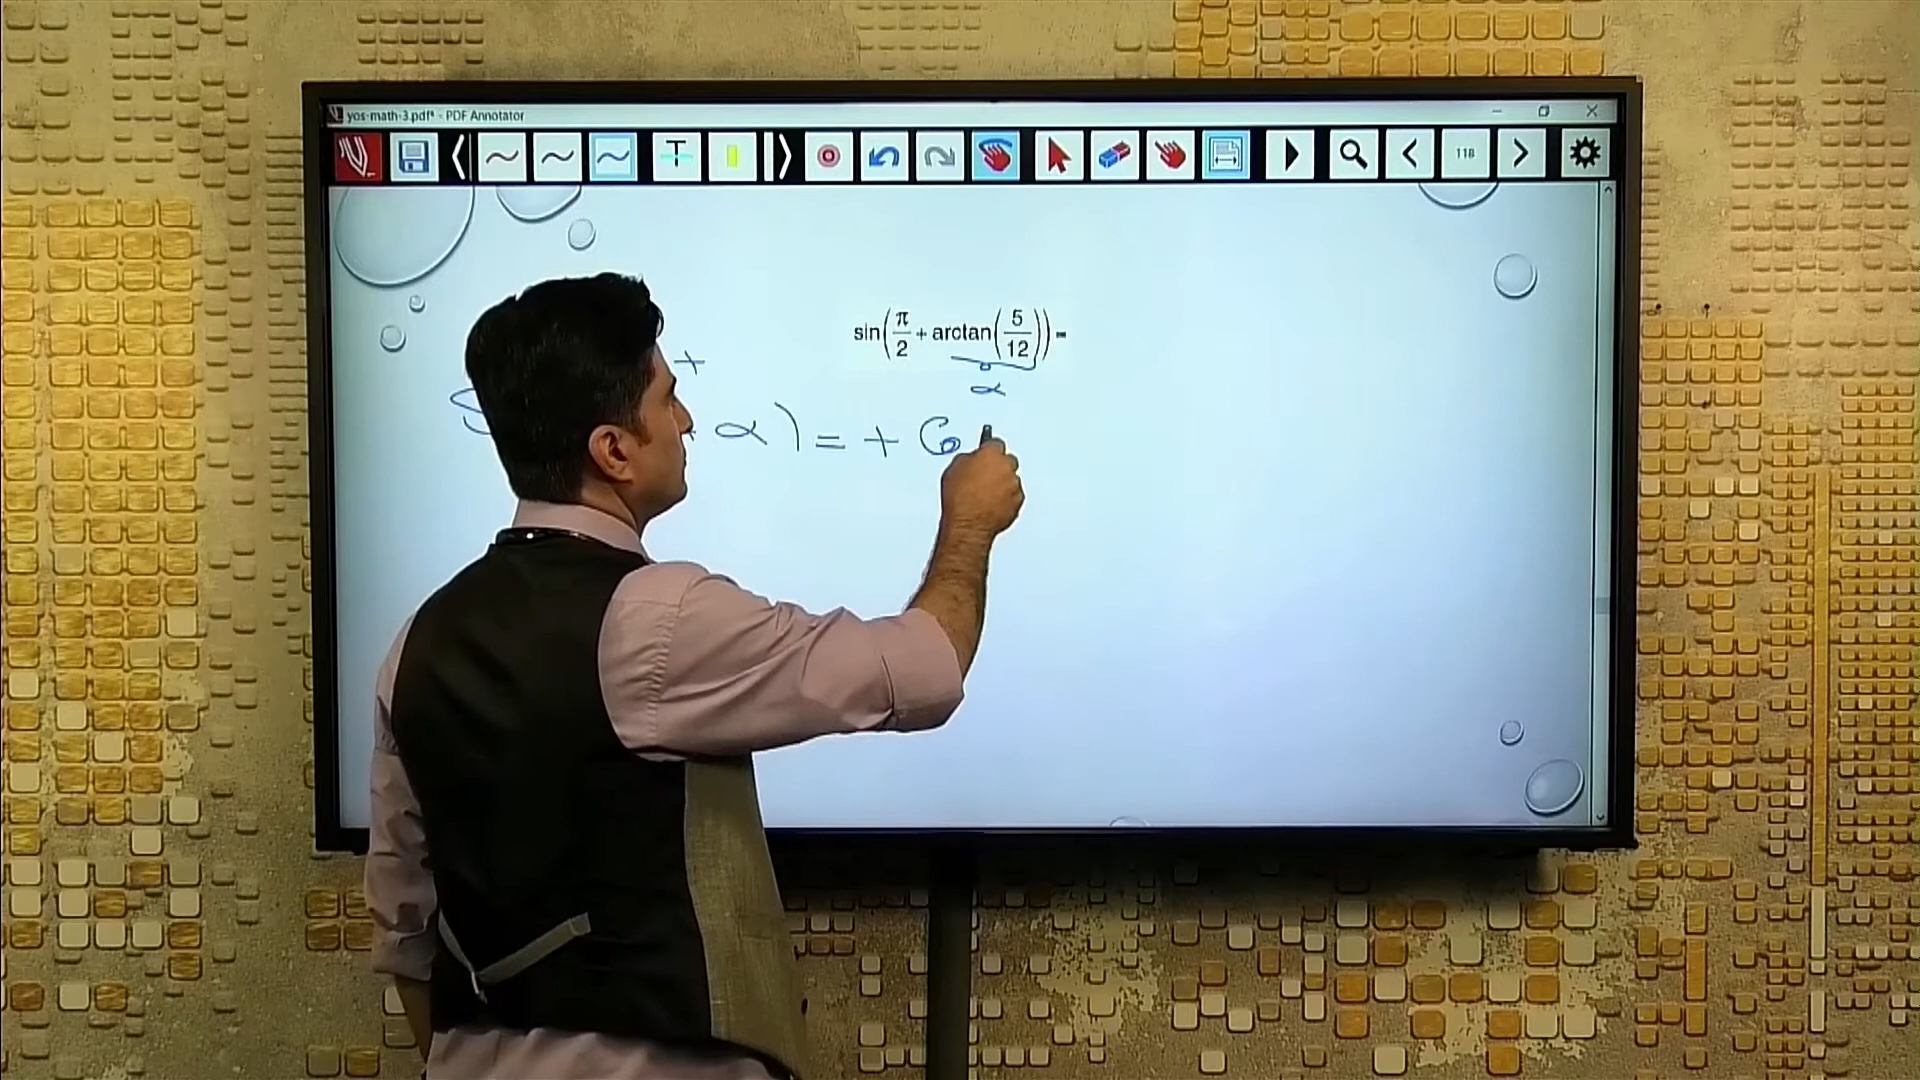 yos-math-3.pdf* - PDF Annotator
T
118
sin(π/2 + arctan(5/12)) =
α
+
α) = + Co